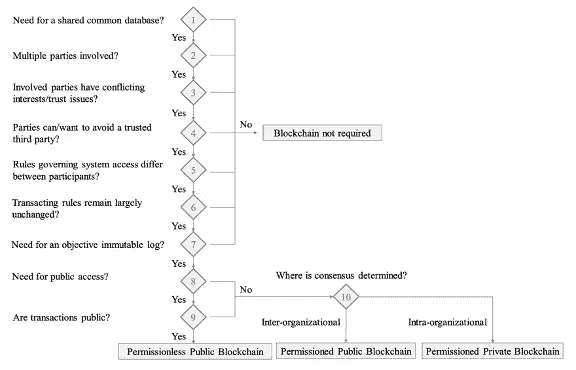 Need for a shared common database?
1
Yes
Multiple parties involved?
2
Yes
Involved parties have conflicting
interests/trust issues?
3
Yes
No
Parties can/want to avoid a trusted
third party?
4
Blockchain not required
Yes
Rules governing system access differ
between participants?
5
Yes
Transacting rules remain largely
unchanged?
6
Yes
Need for an objective immutable log?
7
Yes
Need for public access?
8
Where is consensus determined?
No
10
Yes
Are transactions public?
9
Inter-organizational
Intra-organizational
Yes
Permissionless Public Blockchain
Permissioned Public Blockchain
Permissioned Private Blockchain